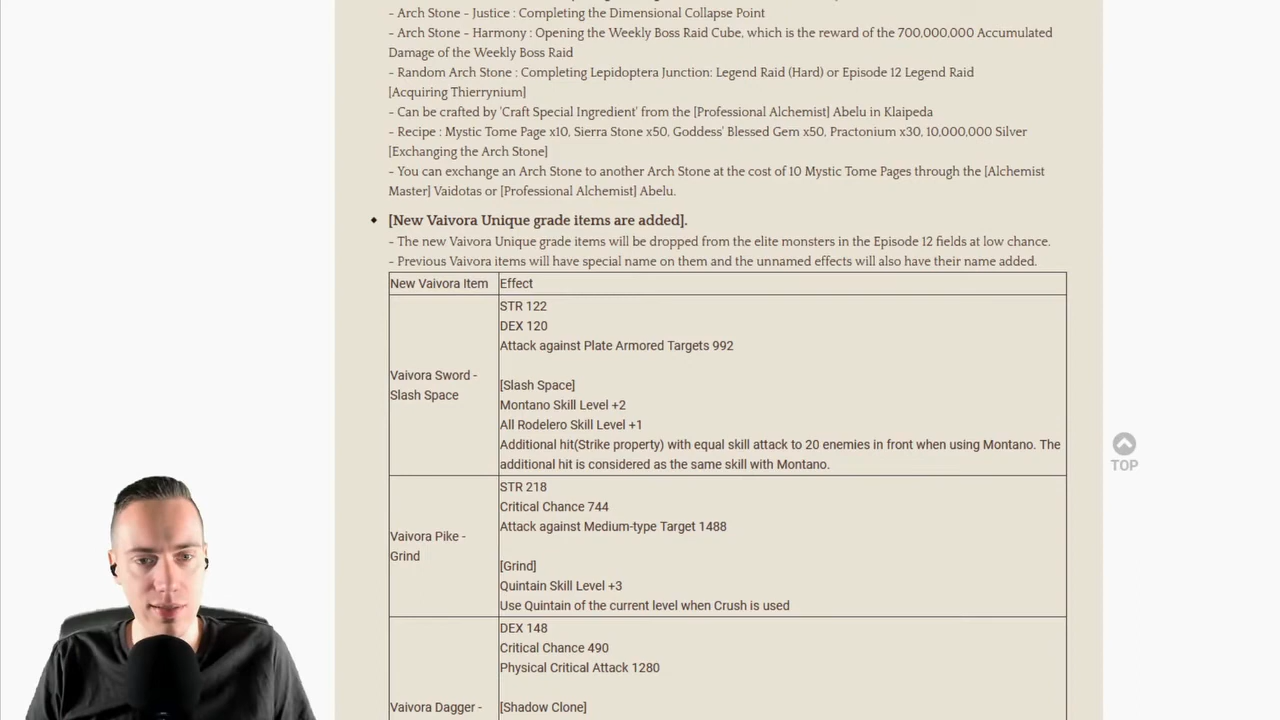 - Arch Stone - Justice : Completing the Dimensional Collapse Point
- Arch Stone - Harmony : Opening the Weekly Boss Raid Cube, which is the reward of the 700,000,000 Accumulated
Damage of the Weekly Boss Raid
- Random Arch Stone : Completing Lepidoptera Junction: Legend Raid (Hard) or Episode 12 Legend Raid
[Acquiring Thierrynium]
- Can be crafted by 'Craft Special Ingredient' from the [Professional Alchemist] Abelu in Klaipeda
- Recipe : Mystic Tome Page x10, Sierra Stone x50, Goddess' Blessed Gem x50, Practonium x30, 10,000,000 Silver
[Exchanging the Arch Stone]
- You can exchange an Arch Stone to another Arch Stone at the cost of 10 Mystic Tome Pages through the [Alchemist
Master] Vaidotas or [Professional Alchemist] Abelu.
[New Vaivora Unique grade items are added].
- The new Vaivora Unique grade items will be dropped from the elite monsters in the Episode 12 fields at low chance.
- Previous Vaivora items will have special name on them and the unnamed effects will also have their name added.
New Vaivora Item Effect
Vaivora Sword -
Slash Space
STR 122
DEX 120
Attack against Plate Armored Targets 992
[Slash Space]
Montano Skill Level +2
All Rodelero Skill Level +1
Additional hit(Strike property) with equal skill attack to 20 enemies in front when using Montano. The
additional hit is considered as the same skill with Montano.
Vaivora Pike -
Grind
STR 218
Critical Chance 744
Attack against Medium-type Target 1488
[Grind]
Quintain Skill Level +3
Use Quintain of the current level when Crush is used
Vaivora Dagger -
DEX 148
Critical Chance 490
Physical Critical Attack 1280
[Shadow Clone]
TOP